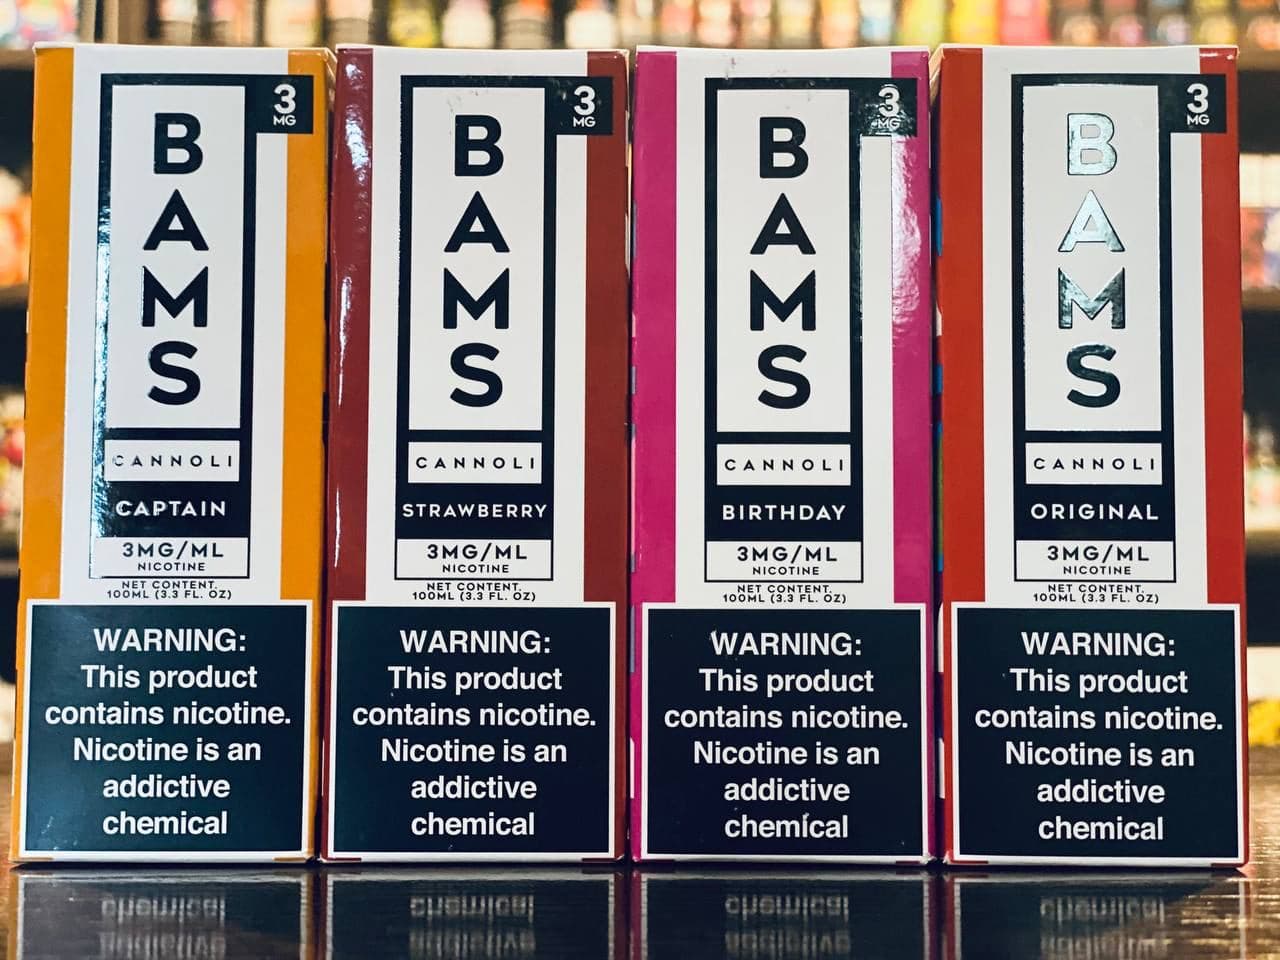 3
MG
B
A
M
S
CANNOLI
CAPTAIN
3MG/ML
NICOTINE
NET CONTENT.
100ML (3.3 FL. OZ)
WARNING:
This product
contains nicotine.
Nicotine is an
addictive
chemical
3
MG
B
A
M
S
CANNOLI
STRAWBERRY
3MG/ML
NICOTINE
NET CONTENT.
100ML (3.3 FL. OZ)
WARNING:
This product
contains nicotine.
Nicotine is an
addictive
chemical
3
MG
B
A
M
S
CANNOLI
BIRTHDAY
3MG/ML
NICOTINE
NET CONTENT.
100ML (3.3 FL. OZ)
WARNING:
This product
contains nicotine.
Nicotine is an
addictive
chemical
3
MG
B
A
M
S
CANNOLI
ORIGINAL
3MG/ML
NICOTINE
NET CONTENT.
100ML (3.3 FL. OZ)
WARNING:
This product
contains nicotine.
Nicotine is an
addictive
chemical